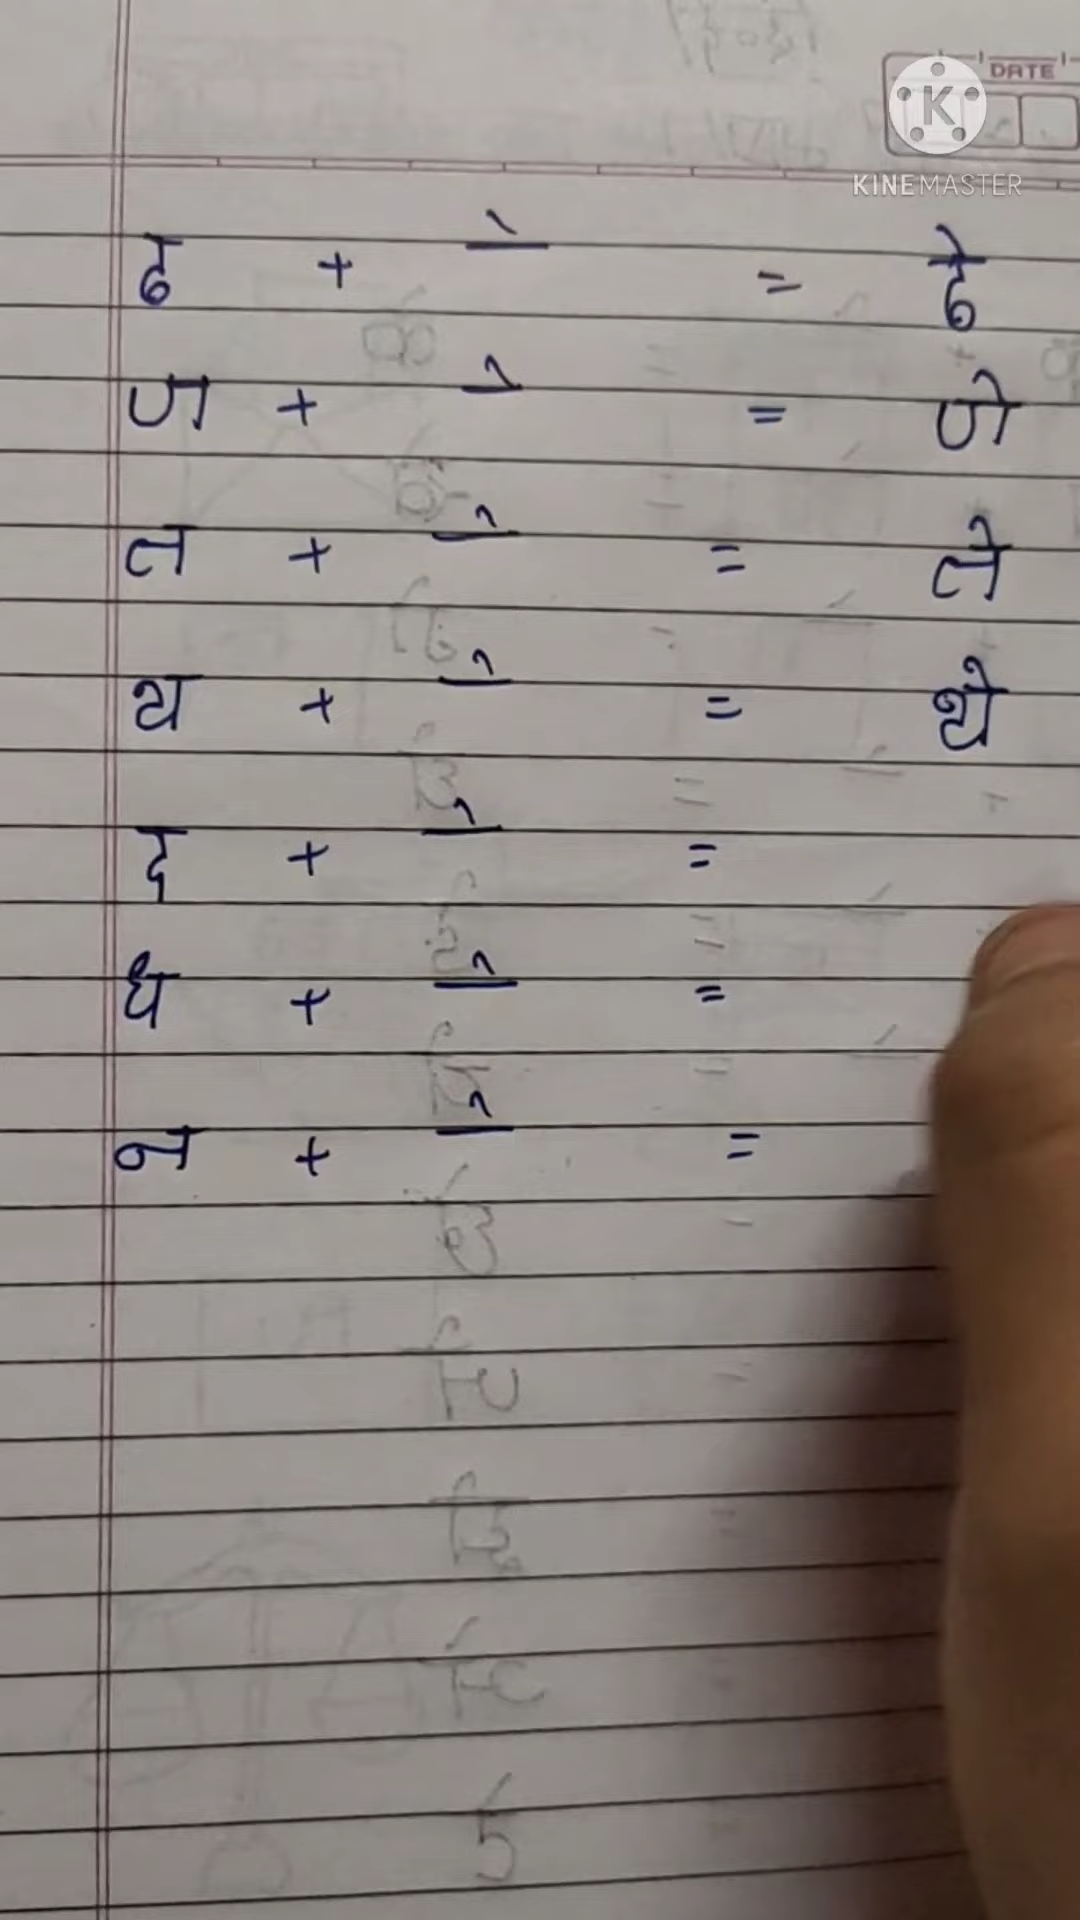 DATE
KINEMASTER
ढ + े = ढे
ण + े = णे
त + े = ते
थ + े = थे
द + े =
ध + े =
न + े =